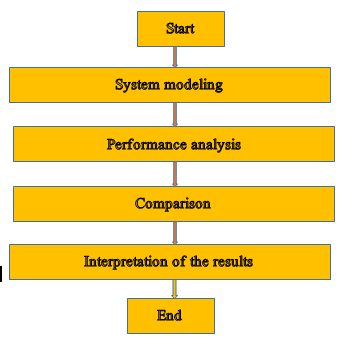 Start
System modeling
Performance analysis
Comparison
Interpretation of the results
End